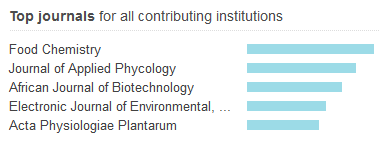 Top journals for all contributing institutions
Food Chemistry
Journal of Applied Phycology
African Journal of Biotechnology
Electronic Journal of Environmental, ...
Acta Physiologiae Plantarum